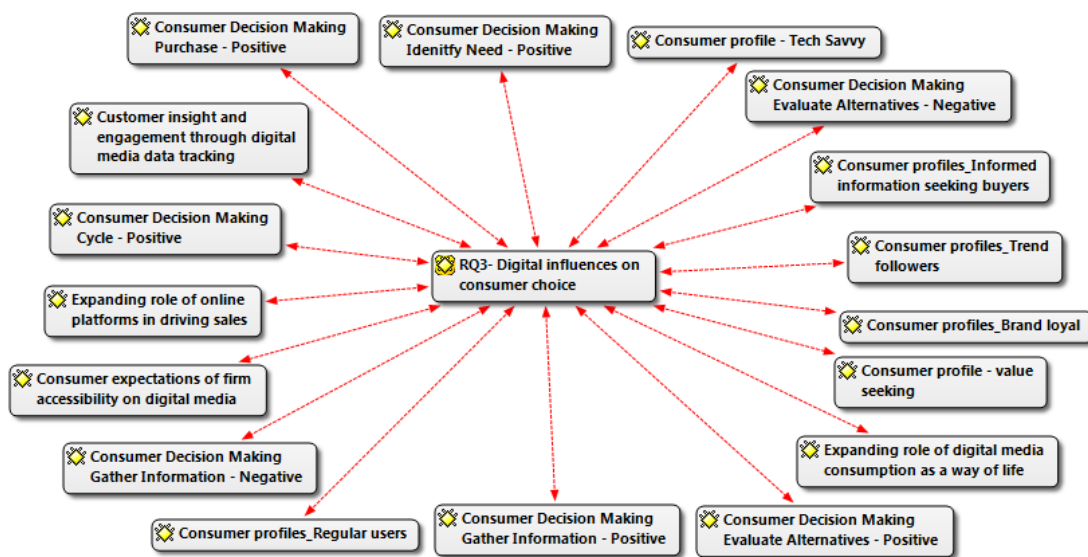 Consumer Decision Making
Purchase - Positive
Consumer Decision Making
Idenitfy Need - Positive
Consumer profile - Tech Savvy
Consumer Decision Making
Evaluate Alternatives - Negative
Customer insight and
engagement through digital
media data tracking
Consumer profiles_Informed
information seeking buyers
Consumer Decision Making
Cycle - Positive
RQ3- Digital influences on
consumer choice
Consumer profiles_Trend
followers
Expanding role of online
platforms in driving sales
Consumer profiles_Brand loyal
Consumer expectations of firm
accessibility on digital media
Consumer profile - value
seeking
Consumer Decision Making
Gather Information - Negative
Expanding role of digital media
consumption as a way of life
Consumer profiles_Regular users
Consumer Decision Making
Gather Information - Positive
Consumer Decision Making
Evaluate Alternatives - Positive